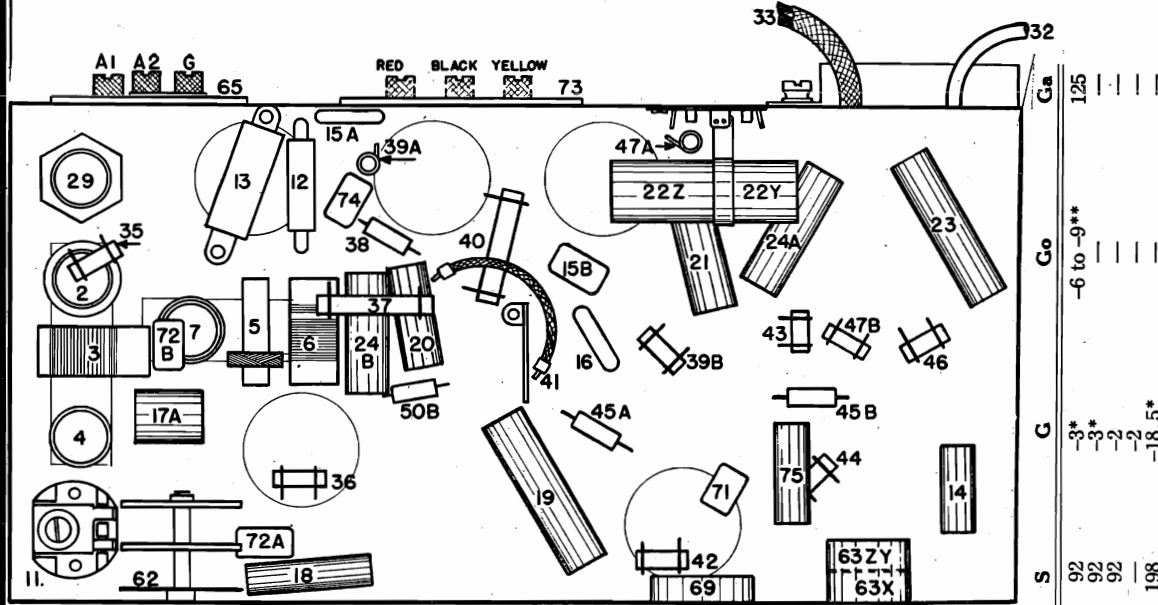 33
32
A1 A2 G
RED BLACK YELLOW
65
73
15A
39A
47A
29
13
12
74
22Z
22Y
23
38
40
24A
35
2
21
15B
37
3
72B
7
5
6
24B
20
16
43
47B
46
39B
41
50B
17A
45A
45B
4
36
19
71
75
44
14
72A
42
63ZY
11.
62
18
69
63X
S G Go Ga
92 -3* -6 to -9** 125
92 -3* — —
92 -2 — —
— -2 — —
198 -18.5* — —